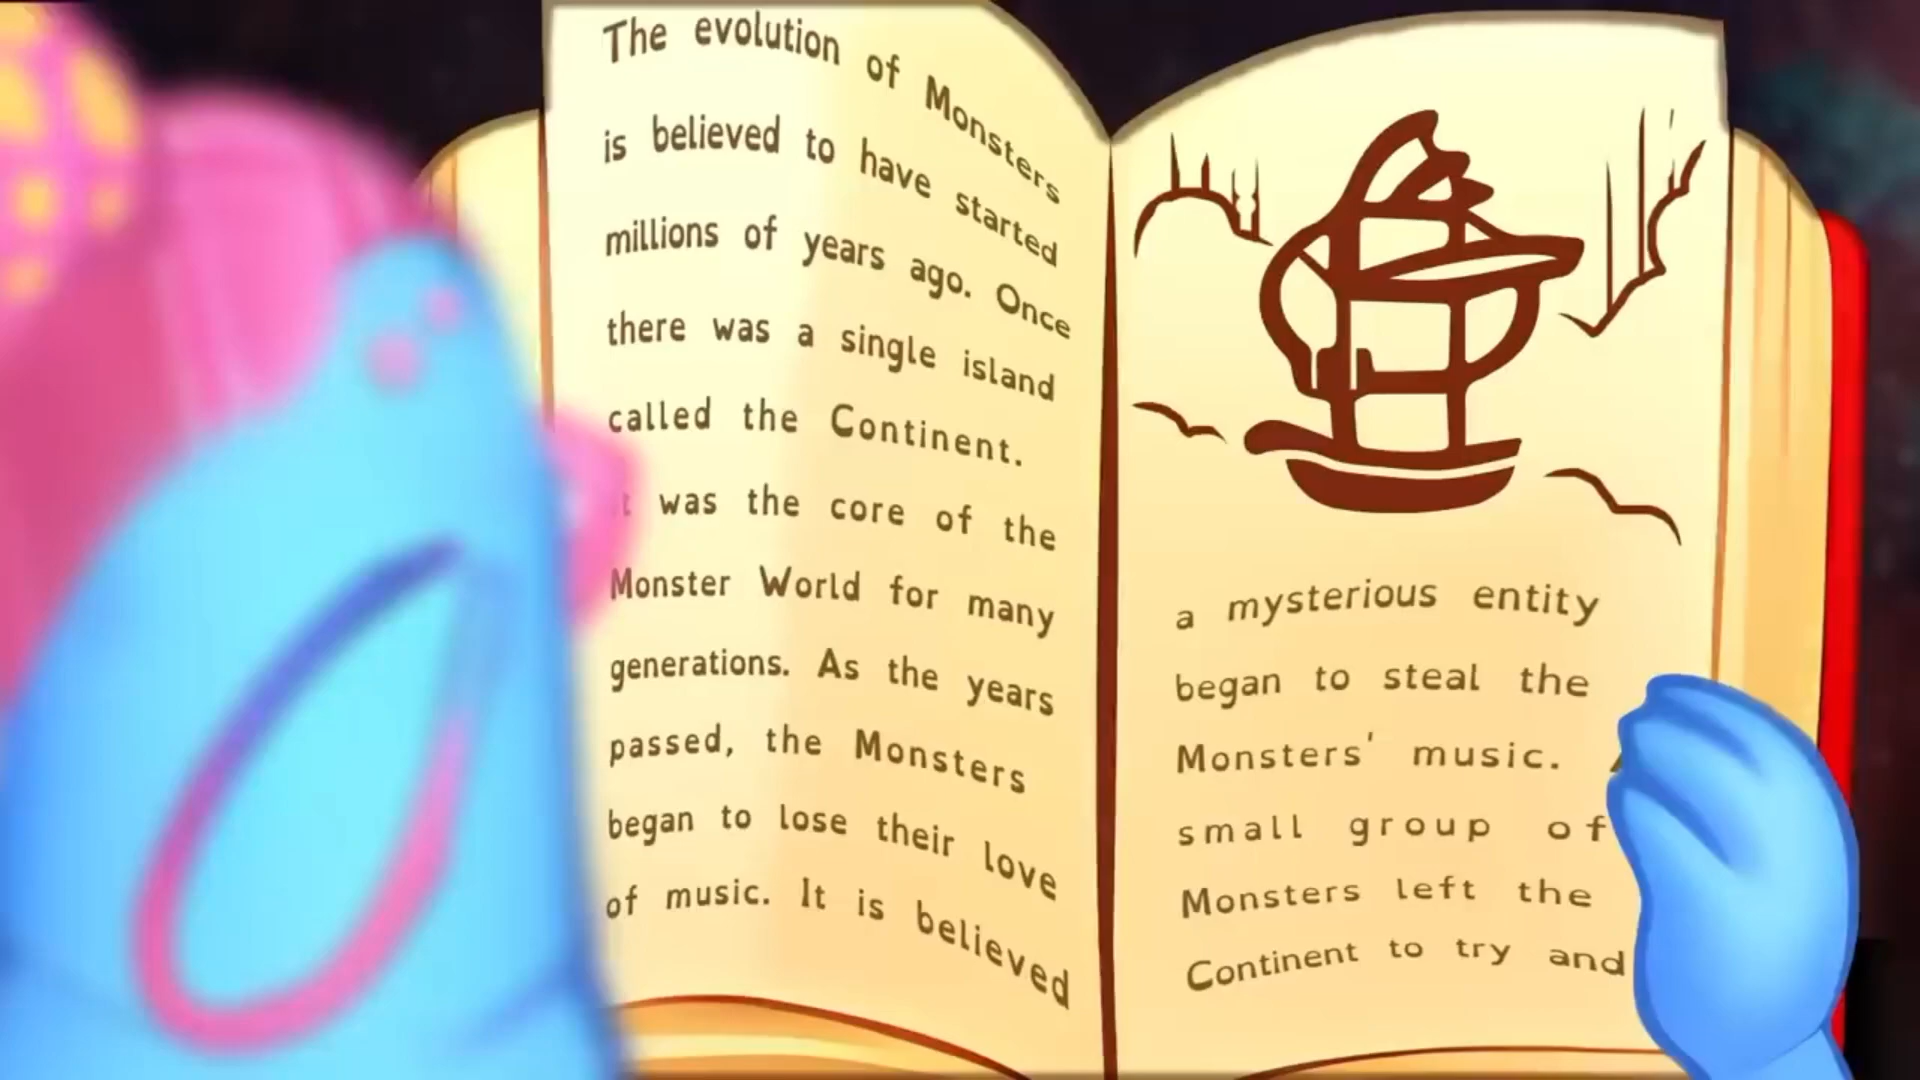 The evolution of Monsters
is believed to have started
millions of years ago. Once
there was a single island
called the Continent.
was the core of the
Monster World for many
generations. As the years
passed, the Monsters
began to lose their love
of music. It is believed
a mysterious entity
began to steal the
Monsters' music.
small group of
Monsters left the
Continent to try and